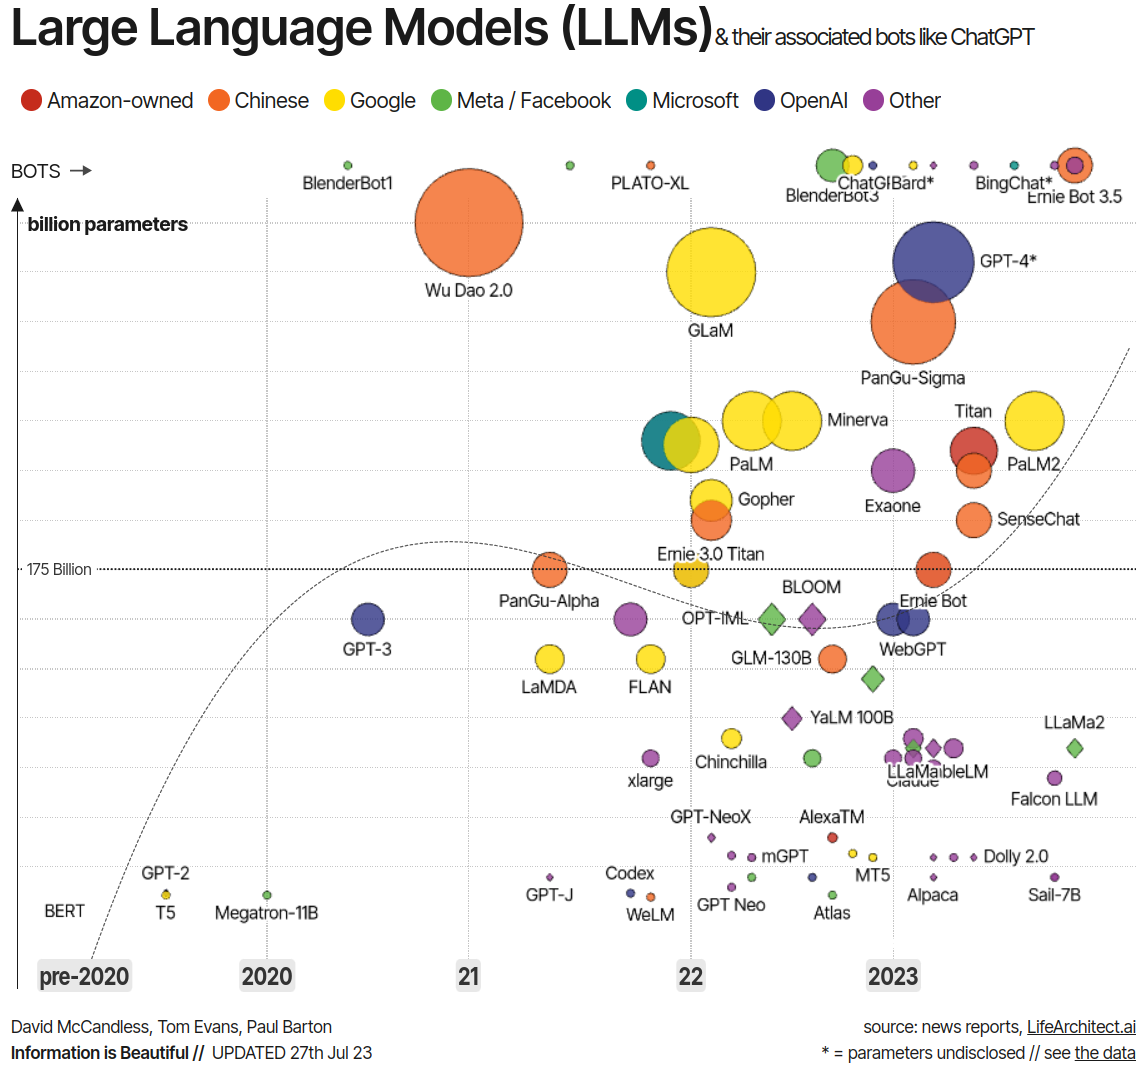 Large Language Models (LLMs) & their associated bots like ChatGPT
Amazon-owned Chinese Google Meta / Facebook Microsoft OpenAI Other
BOTS →
BlenderBot1
PLATO-XL
BlenderBot3
Bard*
BingChat*
Ernie Bot 3.5
billion parameters
Wu Dao 2.0
GLaM
GPT-4*
PanGu-Sigma
Minerva
PaLM
Titan
PaLM2
Gopher
Exaone
SenseChat
Ernie 3.0 Titan
175 Billion
PanGu-Alpha
BLOOM
Ernie Bot
GPT-3
OPT-IML
WebGPT
LaMDA
FLAN
GLM-130B
YaLM 100B
LLaMa2
xlarge
Chinchilla
Claude
Falcon LLM
GPT-NeoX
AlexaTM
mGPT
MT5
Dolly 2.0
GPT-2
BERT
T5
Megatron-11B
GPT-J
Codex
WeLM
GPT Neo
Atlas
Alpaca
Sail-7B
pre-2020 2020 21 22 2023
David McCandless, Tom Evans, Paul Barton
Information is Beautiful // UPDATED 27th Jul 23
source: news reports, LifeArchitect.ai
* = parameters undisclosed // see the data